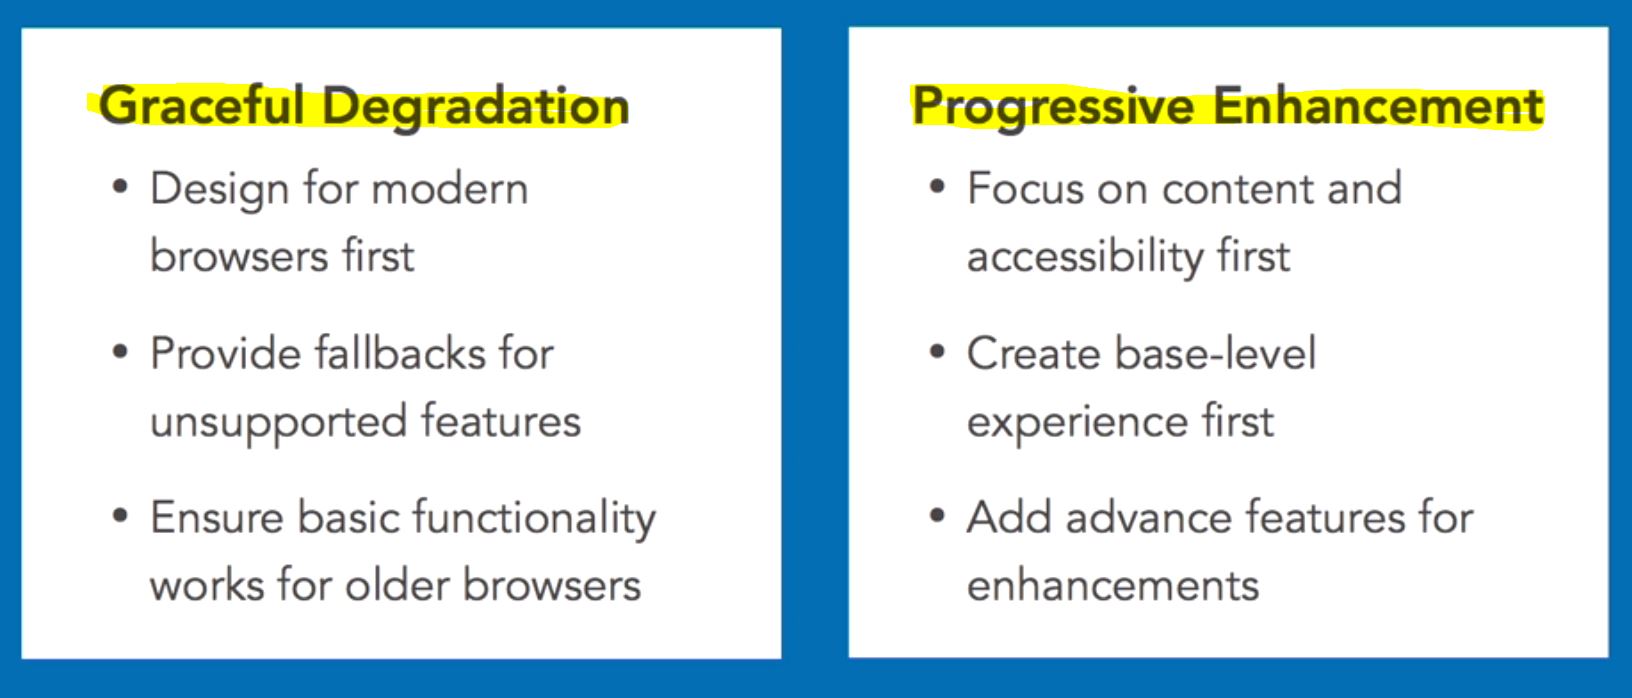 Graceful Degradation
• Design for modern
browsers first
• Provide fallbacks for
unsupported features
• Ensure basic functionality
works for older browsers
Progressive Enhancement
• Focus on content and
accessibility first
• Create base-level
experience first
• Add advance features for
enhancements